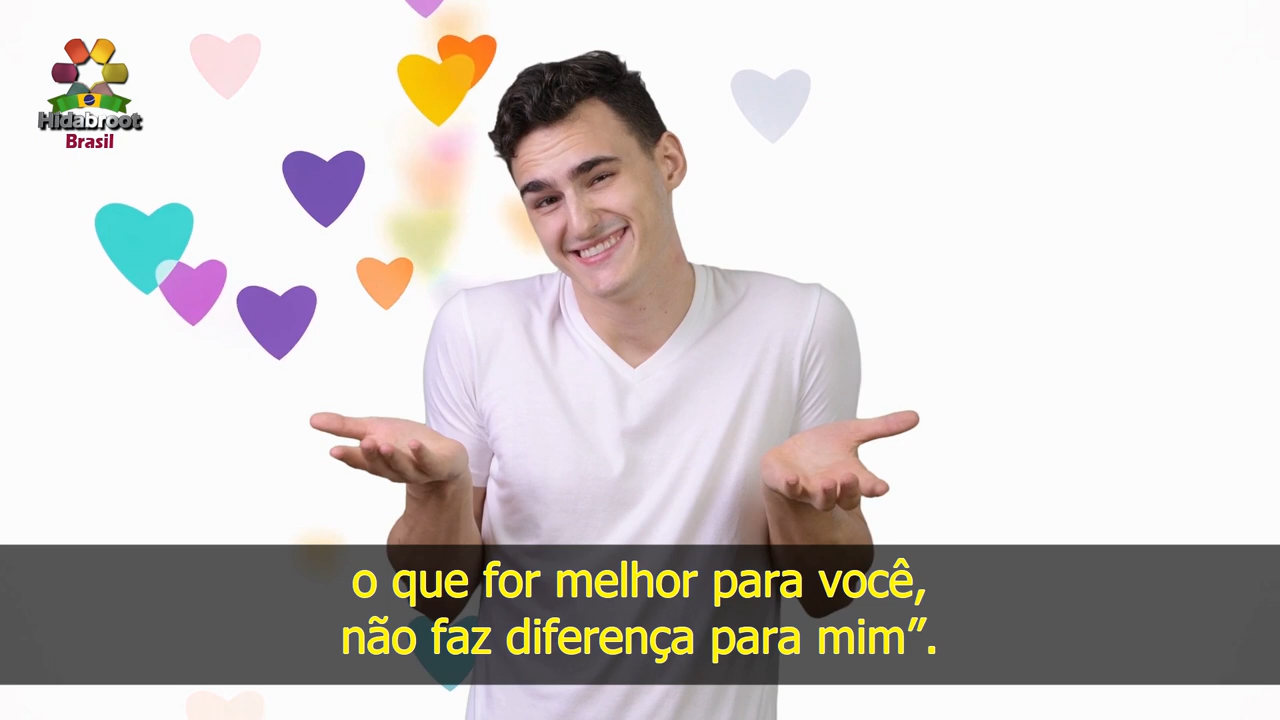 Hidabroot
Brasil
o que for melhor para você,
não faz diferença para mim”.